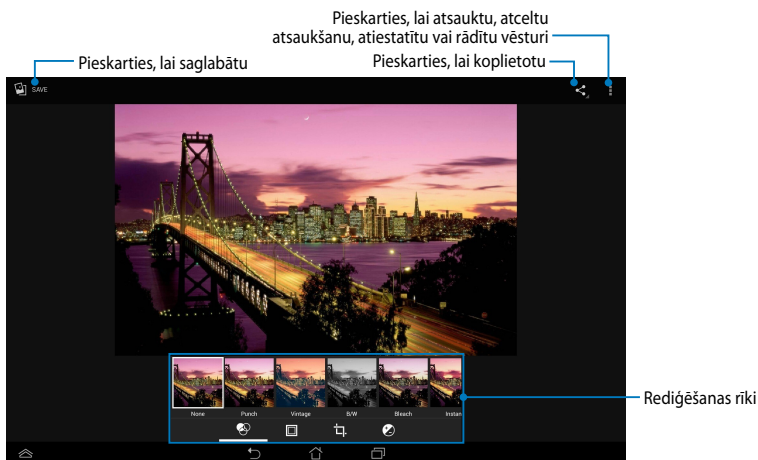 Pieskarties, lai atsauktu, atceltu
atsaukšanu, atiestatītu vai rādītu vēsturi
Pieskarties, lai saglabātu
Pieskarties, lai koplietotu
SAVE
None
Punch
Vintage
B/W
Bleach
Instan
Rediģēšanas rīki